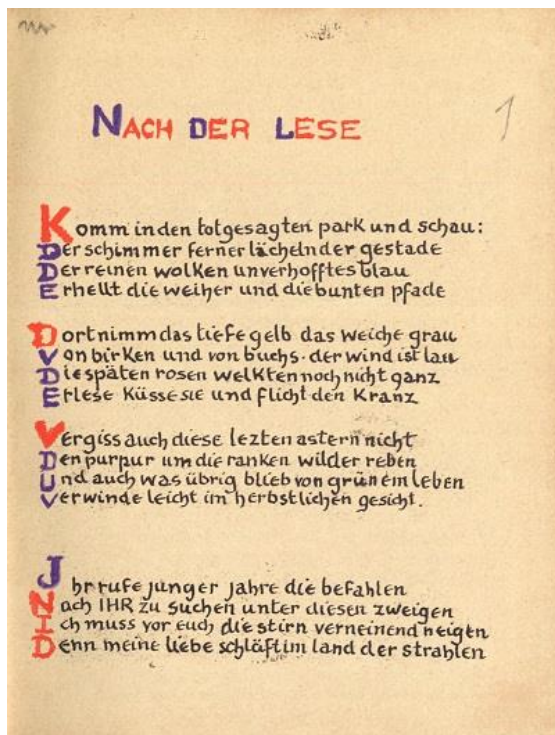 NACH DER LESE
1
Komm in den totgesagten park und schau:
Der schimmer ferner lächelnder gestade
Der reinen wolken unverhofftes blau
Erhellt die weiher und die bunten pfade
Dort nimm das tiefe gelb das weiche grau
Von birken und von buchs. der wind ist lau
Die späten rosen welkten noch nicht ganz
Erlese küsse sie und flicht den kranz
Vergiss auch diese lezten astern nicht
Den purpur um die ranken wilder reben
Und auch was übrig blieb von grünem leben
Verwinde leicht im herbstlichen gesicht.
Jhr rufe junger jahre die befahlen
Nach IHR zu suchen unter diesen zweigen
Ich muss vor euch die stirn verneinend neigen
Denn meine liebe schläft im land der strahlen